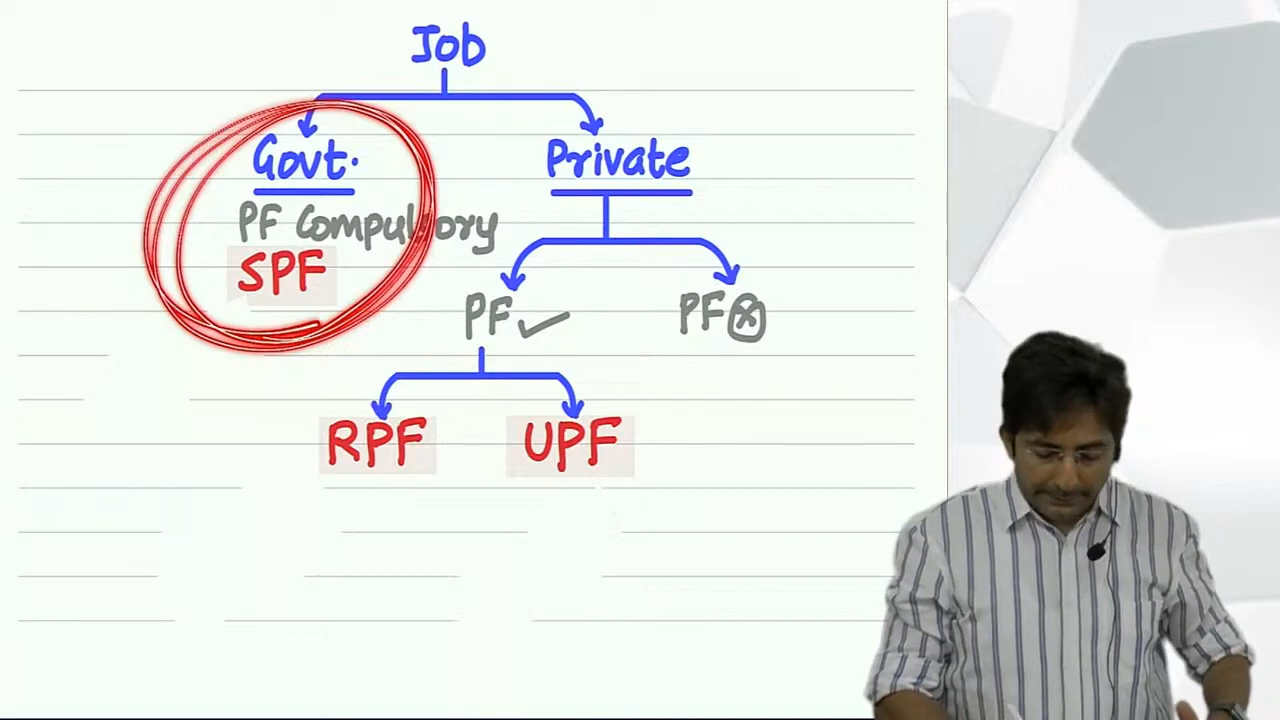 Job
Govt. Private
PF Compulsory
SPF
PF PF
RPF UPF